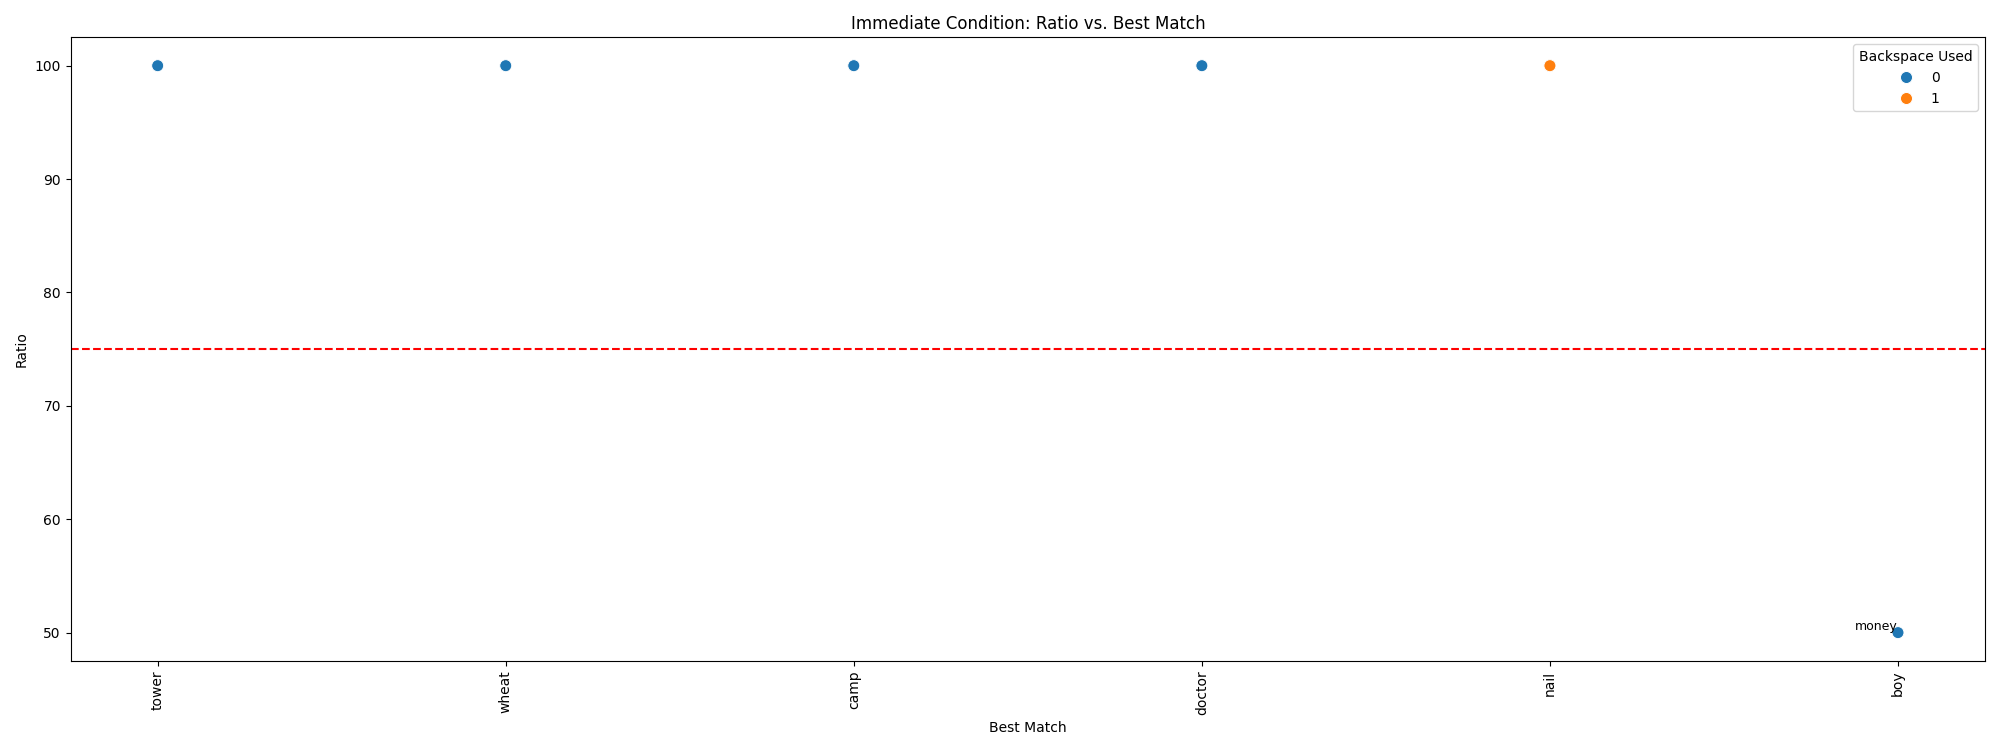 Immediate Condition: Ratio vs. Best Match
Backspace Used
0
1
100
90
80
70
60
50
Ratio
money
tower
wheat
camp
doctor
nail
boy
Best Match